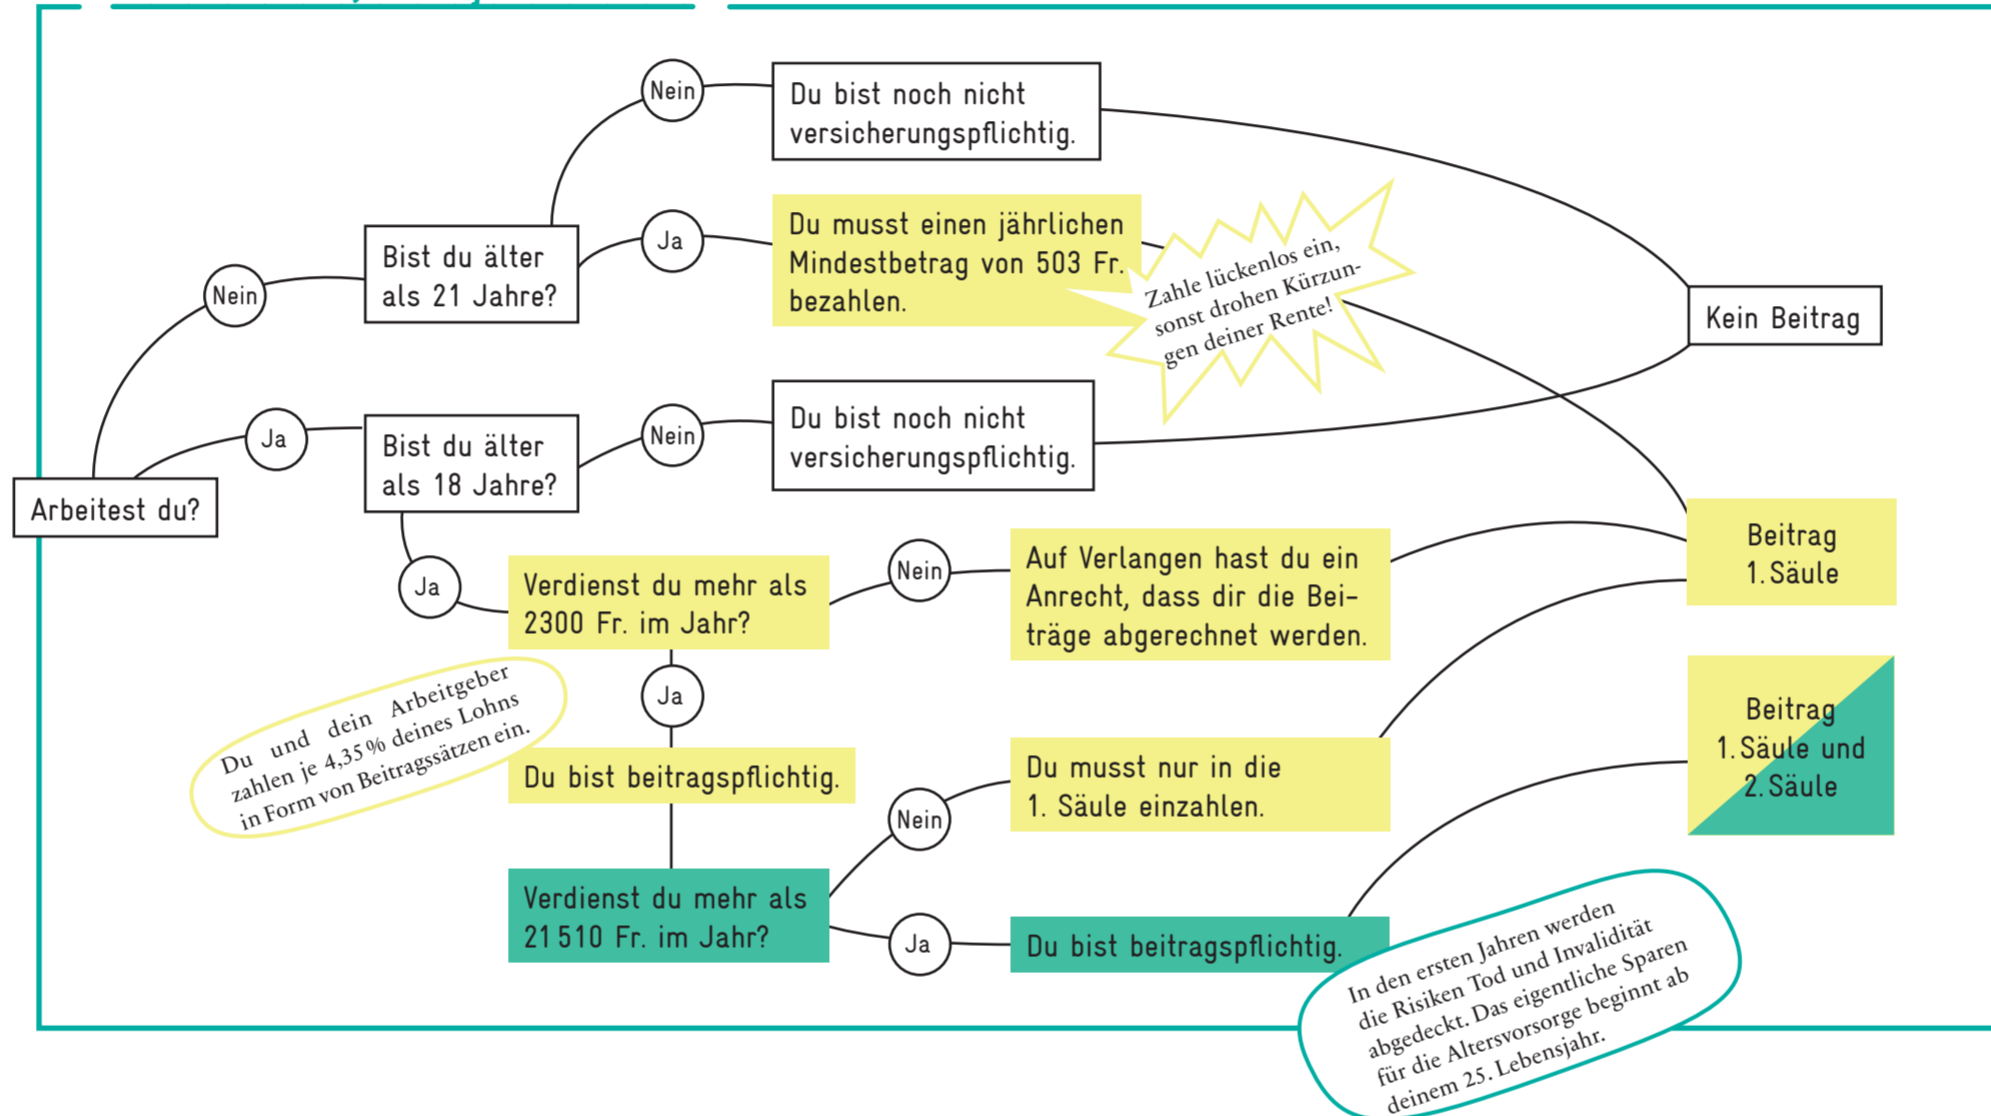 Nein
Du bist noch nicht
versicherungspflichtig.
Bist du älter
als 21 Jahre?
Ja
Du musst einen jährlichen
Mindestbetrag von 503 Fr.
bezahlen.
Zahle lückenlos ein,
sonst drohen Kürzun-
gen deiner Rente!
Nein
Kein Beitrag
Ja
Bist du älter
als 18 Jahre?
Nein
Du bist noch nicht
versicherungspflichtig.
Arbeitest du?
Ja
Verdienst du mehr als
2300 Fr. im Jahr?
Nein
Auf Verlangen hast du ein
Anrecht, dass dir die Bei-
träge abgerechnet werden.
Beitrag
1. Säule
Du und dein Arbeitgeber
zahlen je 4,35 % deines Lohns
in Form von Beitragssätzen ein.
Ja
Du bist beitragspflichtig.
Nein
Du musst nur in die
1. Säule einzahlen.
Beitrag
1. Säule und
2. Säule
Verdienst du mehr als
21 510 Fr. im Jahr?
Ja
Du bist beitragspflichtig.
In den ersten Jahren werden
die Risiken Tod und Invalidität
abgedeckt. Das eigentliche Sparen
für die Altersvorsorge beginnt ab
deinem 25. Lebensjahr.